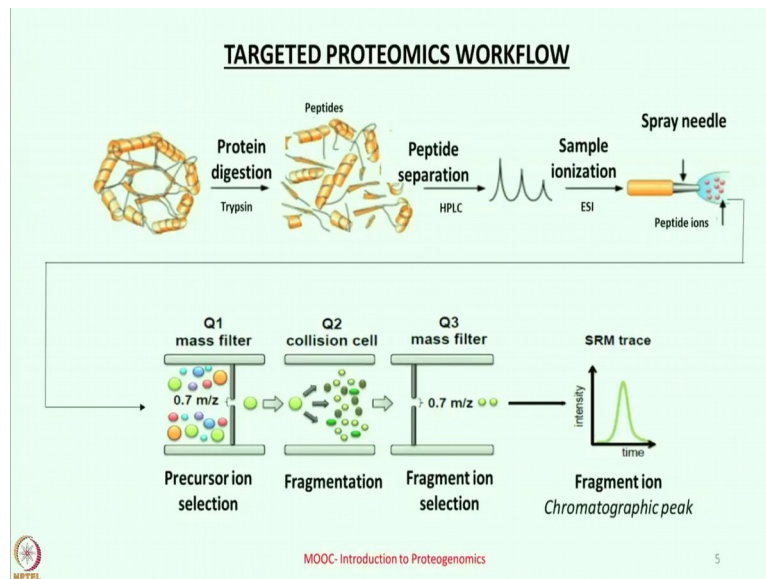 TARGETED PROTEOMICS WORKFLOW
Peptides
Protein
digestion
Trypsin
Peptide
separation
HPLC
Sample
ionization
ESI
Spray needle
Peptide ions
Q1
mass filter
0.7 m/z
Precursor ion
selection
Q2
collision cell
Fragmentation
Q3
mass filter
0.7 m/z
Fragment ion
selection
SRM trace
intensity
time
Fragment ion
Chromatographic peak
NPTEL
MOOC- Introduction to Proteogenomics
5